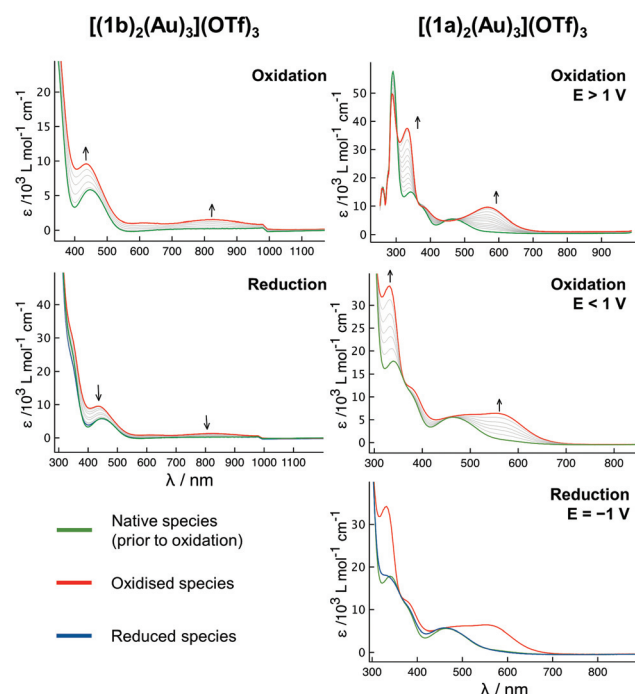 [(1b)₂(Au)₃](OTf)₃
[(1a)₂(Au)₃](OTf)₃
Oxidation
ε /10³ L mol⁻¹ cm⁻¹
20
15
10
5
0
400 500 600 700 800 900 1000 1100
Oxidation
E > 1 V
ε /10³ L mol⁻¹ cm⁻¹
50
40
30
20
10
0
300 400 500 600 700 800 900
Reduction
ε /10³ L mol⁻¹ cm⁻¹
40
30
20
10
0
300 400 500 600 700 800 900 1000 1100
λ / nm
Oxidation
E < 1 V
ε /10³ L mol⁻¹ cm⁻¹
30
20
10
0
300 400 500 600 700 800
Native species
(prior to oxidation)
Oxidised species
Reduced species
Reduction
E = −1 V
ε /10³ L mol⁻¹ cm⁻¹
30
20
10
0
300 400 500 600 700 800
λ / nm